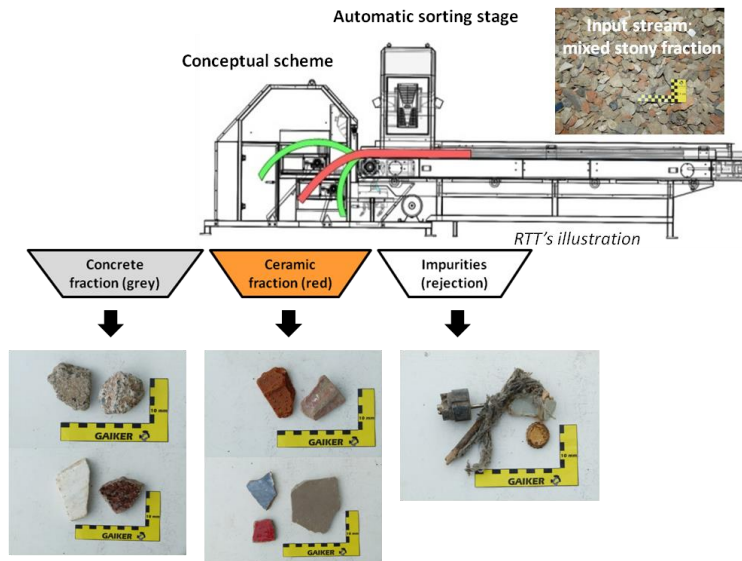 Automatic sorting stage
Input stream:
mixed stony fraction
Conceptual scheme
RTT's illustration
Concrete
fraction (grey)
Ceramic
fraction (red)
Impurities
(rejection)
10 mm
GAIKER
10 mm
GAIKER
10 mm
GAIKER
10 mm
GAIKER
10 mm
GAIKER